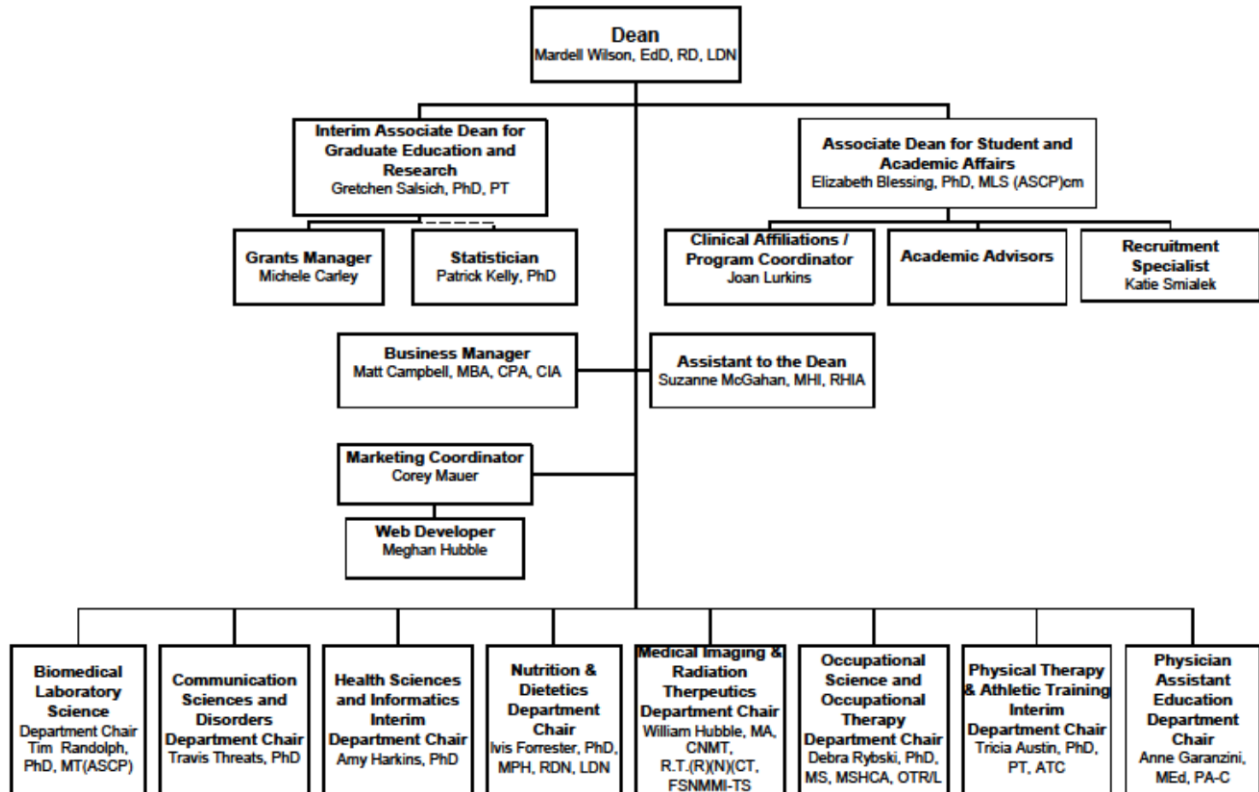 Dean
Mardell Wilson, EdD, RD, LDN
Interim Associate Dean for
Graduate Education and
Research
Gretchen Salsich, PhD, PT
Associate Dean for Student and
Academic Affairs
Elizabeth Blessing, PhD, MLS (ASCP)cm
Grants Manager
Michele Carley
Statistician
Patrick Kelly, PhD
Clinical Affiliations /
Program Coordinator
Joan Lurkins
Academic Advisors
Recruitment
Specialist
Katie Smialek
Business Manager
Matt Campbell, MBA, CPA, CIA
Assistant to the Dean
Suzanne McGahan, MHI, RHIA
Marketing Coordinator
Corey Mauer
Web Developer
Meghan Hubble
Biomedical
Laboratory
Science
Department Chair
Tim Randolph,
PhD, MT(ASCP)
Communication
Sciences and
Disorders
Department Chair
Travis Threats, PhD
Health Sciences
and Informatics
Interim
Department Chair
Amy Harkins, PhD
Nutrition &
Dietetics
Department
Chair
Ivis Forrester, PhD,
MPH, RDN, LDN
Medical Imaging &
Radiation
Therpeutics
Department Chair
William Hubble, MA,
CNMT,
R.T.(R)(N)(CT,
FSNMMI-TS
Occupational
Science and
Occupational
Therapy
Department Chair
Debra Rybski, PhD,
MS, MSHCA, OTR/L
Physical Therapy
& Athletic Training
Interim
Department Chair
Tricia Austin, PhD,
PT, ATC
Physician
Assistant
Education
Department
Chair
Anne Garanzini,
MEd, PA-C